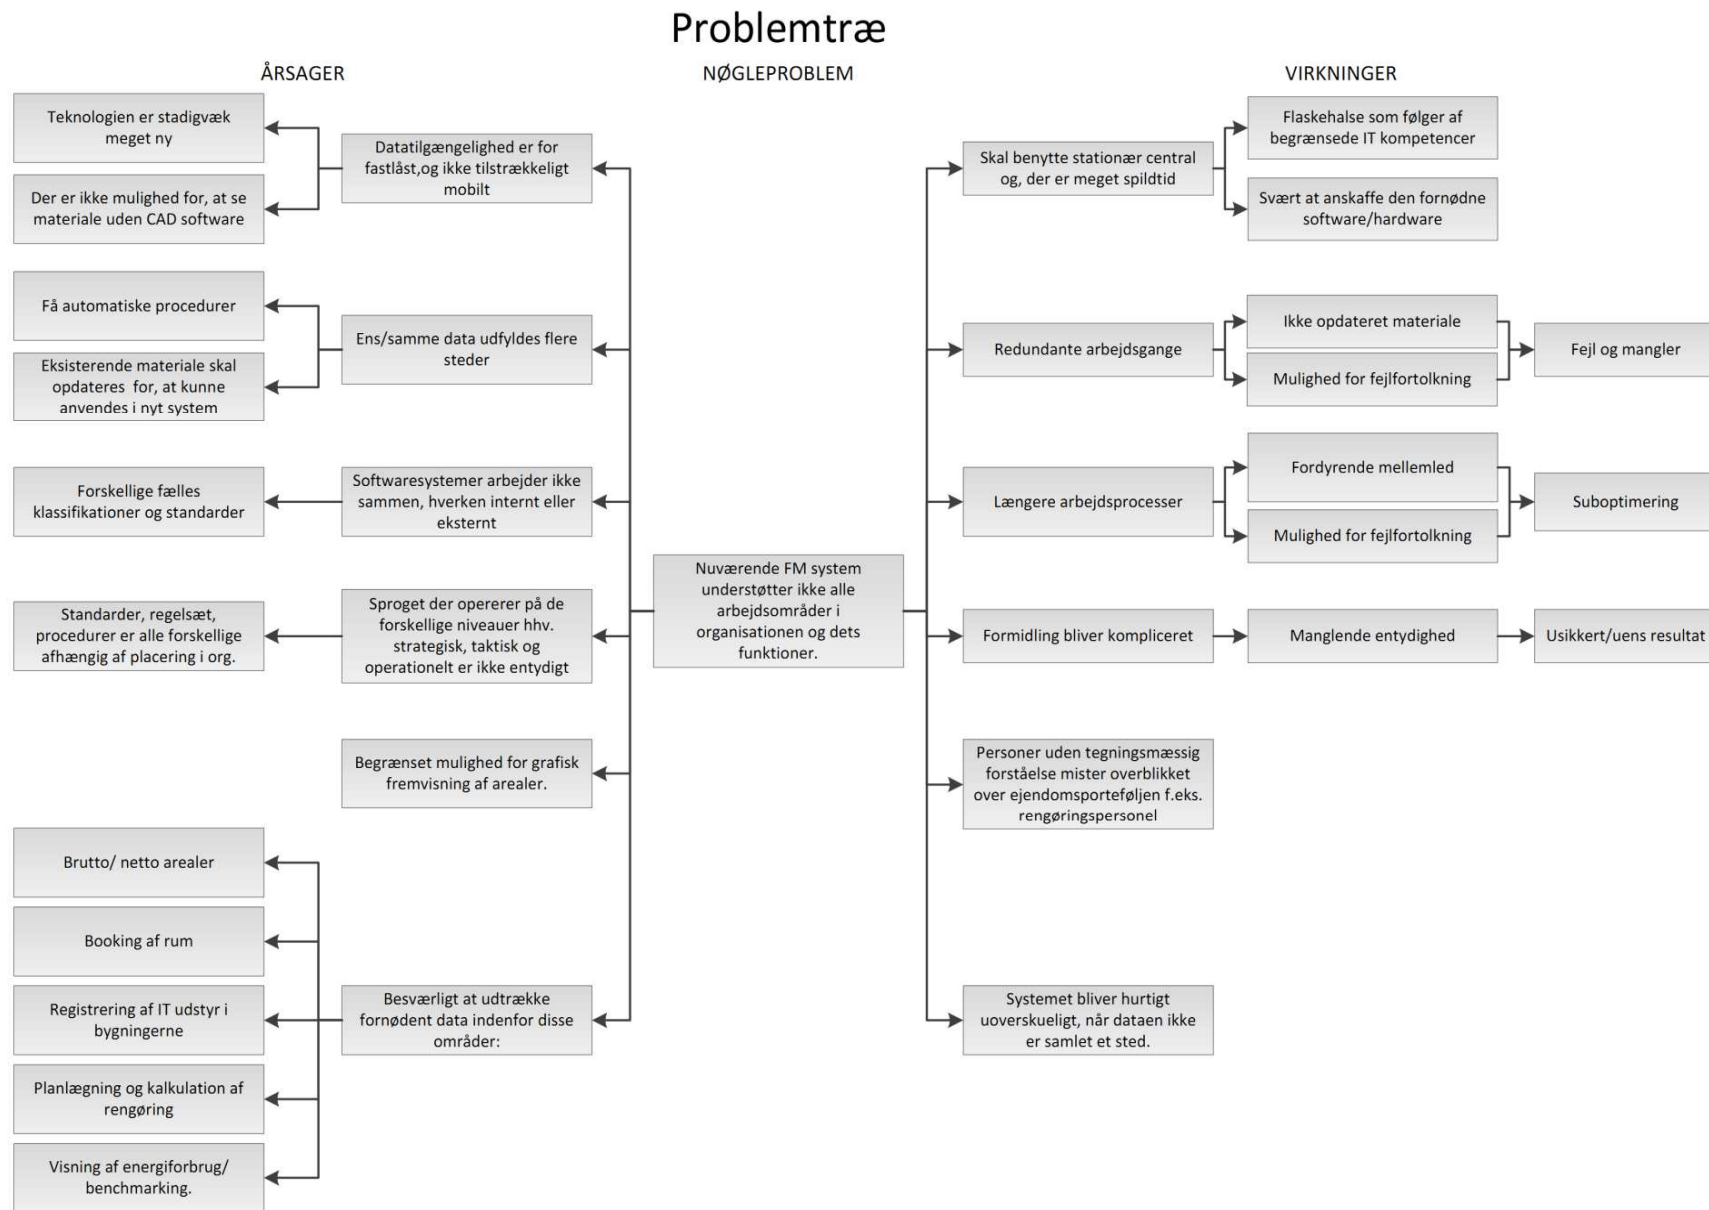 Problemtræ
ÅRSAGER
NØGLEPROBLEM
VIRKNINGER
Teknologien er stadigvæk
meget ny
Der er ikke mulighed for, at se
materiale uden CAD software
Datatilgængelighed er for
fastlåst,og ikke tilstrækkeligt
mobilt
Få automatiske procedurer
Eksisterende materiale skal
opdateres for, at kunne
anvendes i nyt system
Ens/samme data udfyldes flere
steder
Forskellige fælles
klassifikationer og standarder
Softwaresystemer arbejder ikke
sammen, hverken internt eller
eksternt
Standarder, regelsæt,
procedurer er alle forskellige
afhængig af placering i org.
Sproget der opererer på de
forskellige niveauer hhv.
strategisk, taktisk og
operationelt er ikke entydigt
Begrænset mulighed for grafisk
fremvisning af arealer.
Brutto/ netto arealer
Booking af rum
Registrering af IT udstyr i
bygningerne
Planlægning og kalkulation af
rengøring
Visning af energiforbrug/
benchmarking.
Besværligt at udtrække
fornødent data indenfor disse
områder:
Nuværende FM system
understøtter ikke alle
arbejdsområder i
organisationen og dets
funktioner.
Skal benytte stationær central
og, der er meget spildtid
Flaskehalse som følger af
begrænsede IT kompetencer
Svært at anskaffe den fornødne
software/hardware
Redundante arbejdsgange
Ikke opdateret materiale
Mulighed for fejlfortolkning
Fejl og mangler
Længere arbejdsprocesser
Fordyrende mellemled
Mulighed for fejlfortolkning
Suboptimering
Formidling bliver kompliceret
Manglende entydighed
Usikkert/uens resultat
Personer uden tegningsmæssig
forståelse mister overblikket
over ejendomsporteføljen f.eks.
rengøringspersonel
Systemet bliver hurtigt
uoverskueligt, når dataen ikke
er samlet et sted.